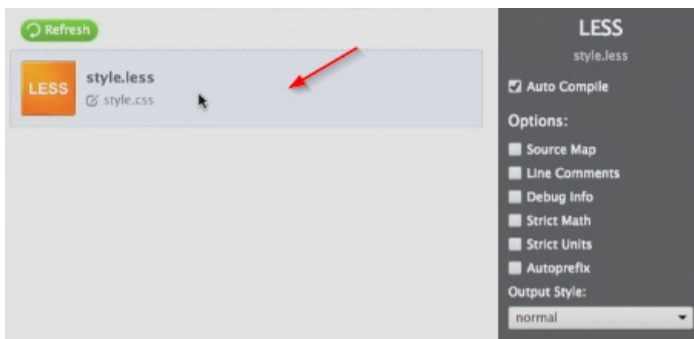 Refresh
LESS
style.less
style.css
LESS
style.less
Auto Compile
Options:
Source Map
Line Comments
Debug Info
Strict Math
Strict Units
Autoprefix
Output Style:
normal